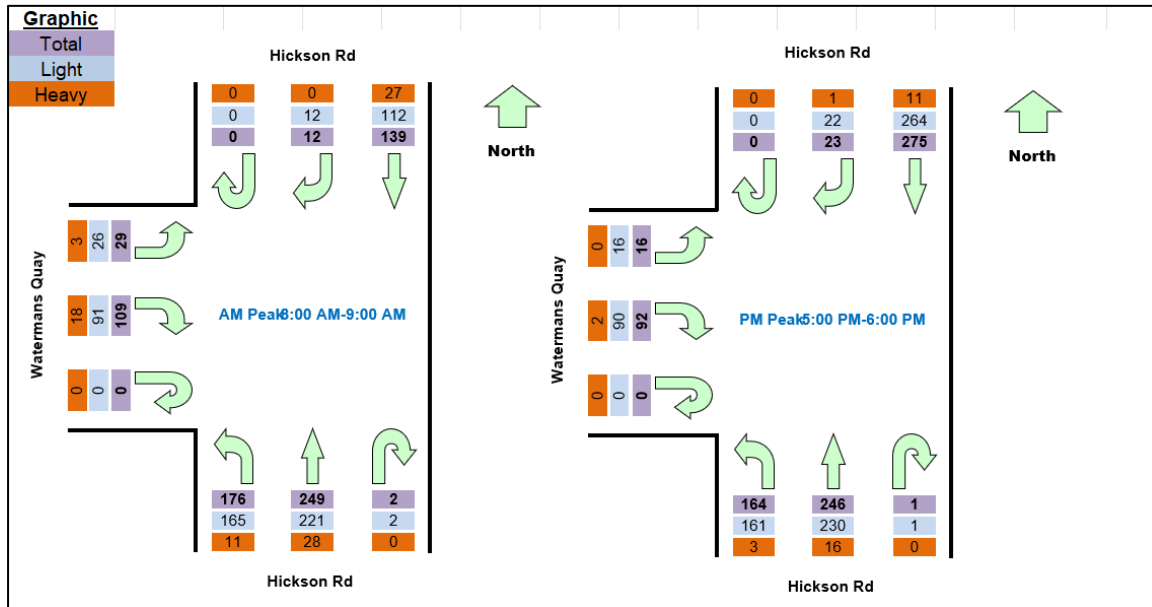 Graphic
Total
Light
Heavy
Hickson Rd
0 0 27
0 12 112
0 12 139
North
Watermans Quay
3 26 29
18 91 109
0 0 0
AM Peak8:00 AM-9:00 AM
176 249 2
165 221 2
11 28 0
Hickson Rd
Hickson Rd
0 1 11
0 22 264
0 23 275
North
Watermans Quay
0 16 16
2 90 92
0 0 0
PM Peak5:00 PM-6:00 PM
164 246 1
161 230 1
3 16 0
Hickson Rd